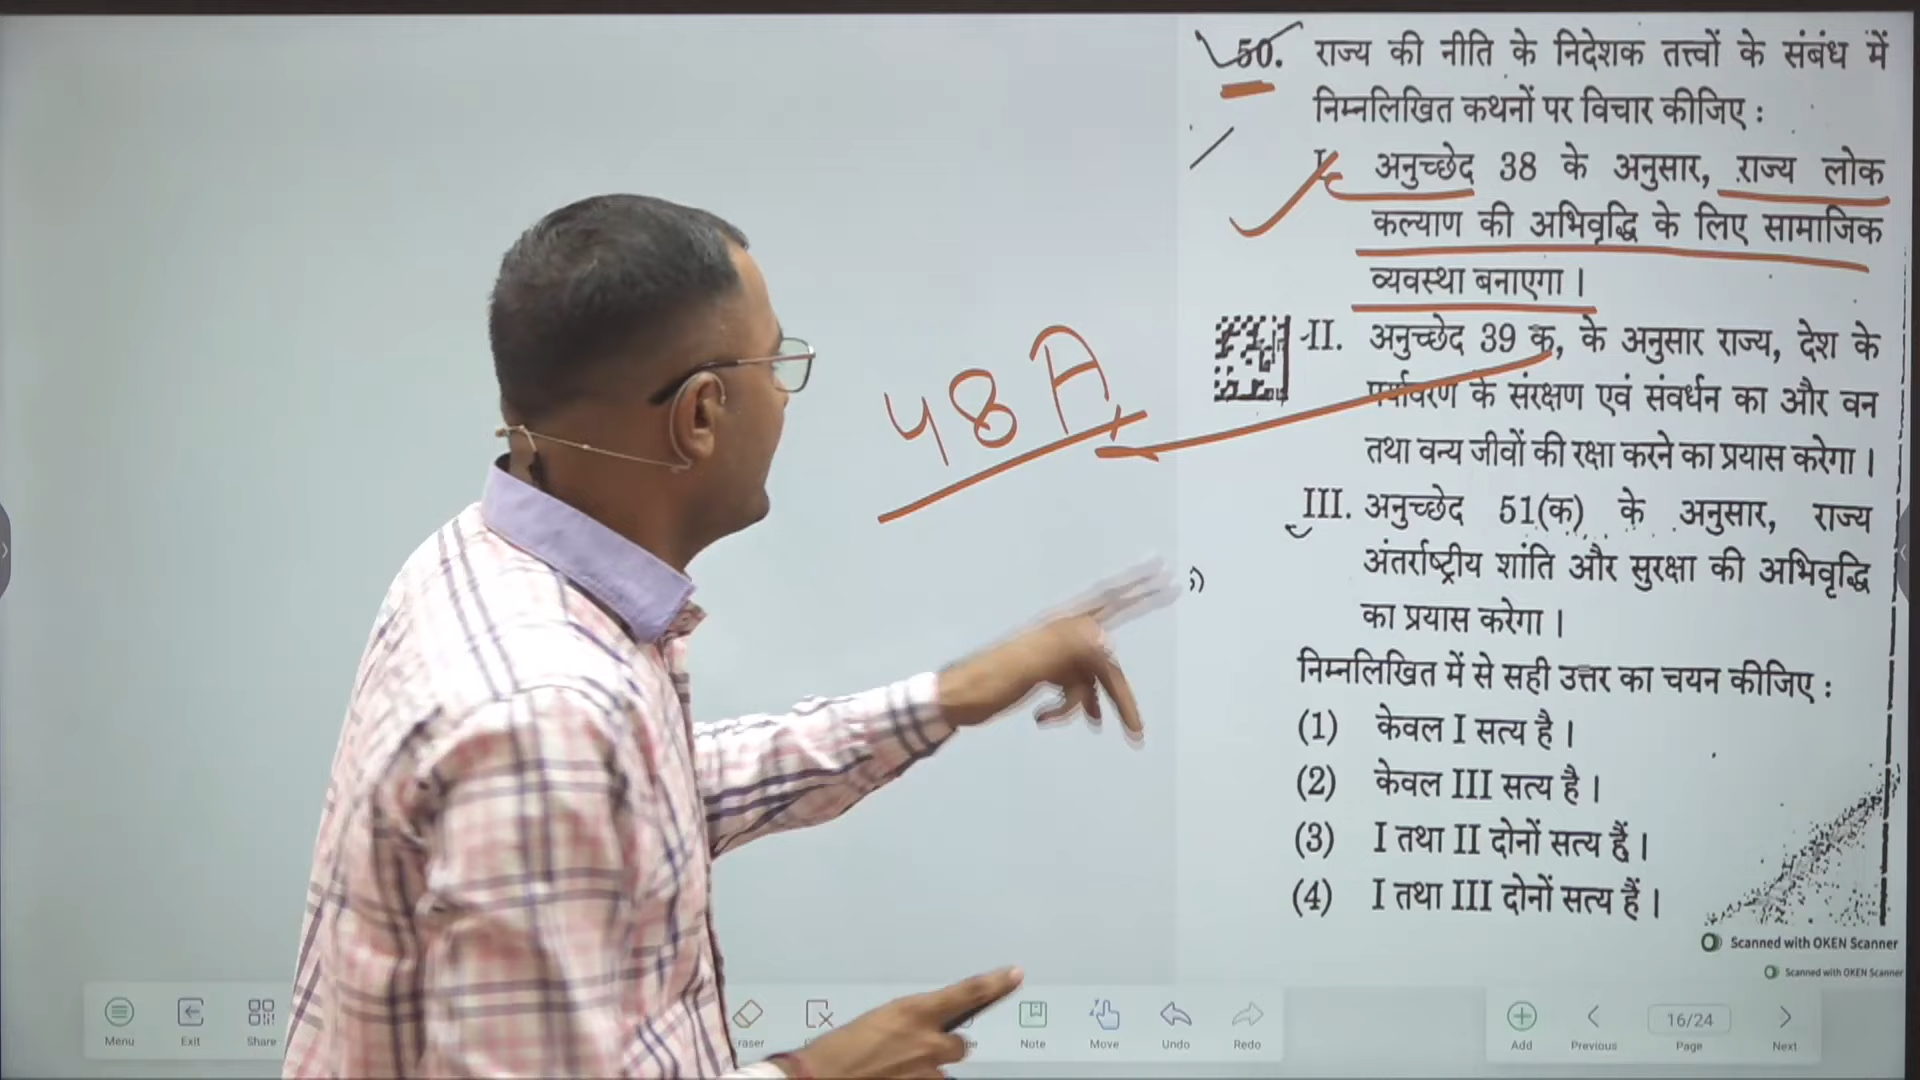 50. राज्य की नीति के निदेशक तत्त्वों के संबंध में
निम्नलिखित कथनों पर विचार कीजिए :
I. अनुच्छेद 38 के अनुसार, राज्य लोक
कल्याण की अभिवृद्धि के लिए सामाजिक
व्यवस्था बनाएगा ।
II. अनुच्छेद 39 क, के अनुसार राज्य, देश के
पर्यावरण के संरक्षण एवं संवर्धन का और वन
तथा वन्य जीवों की रक्षा करने का प्रयास करेगा ।
III. अनुच्छेद 51(क) के अनुसार, राज्य
अंतर्राष्ट्रीय शांति और सुरक्षा की अभिवृद्धि
का प्रयास करेगा ।
निम्नलिखित में से सही उत्तर का चयन कीजिए :
(1) केवल I सत्य है ।
(2) केवल III सत्य है ।
(3) I तथा II दोनों सत्य हैं ।
(4) I तथा III दोनों सत्य हैं ।
48A
Scanned with OKEN Scanner
Scanned with OKEN Scanner
Menu Exit Share Note Move Undo Redo Add Previous 16/24 Page Next